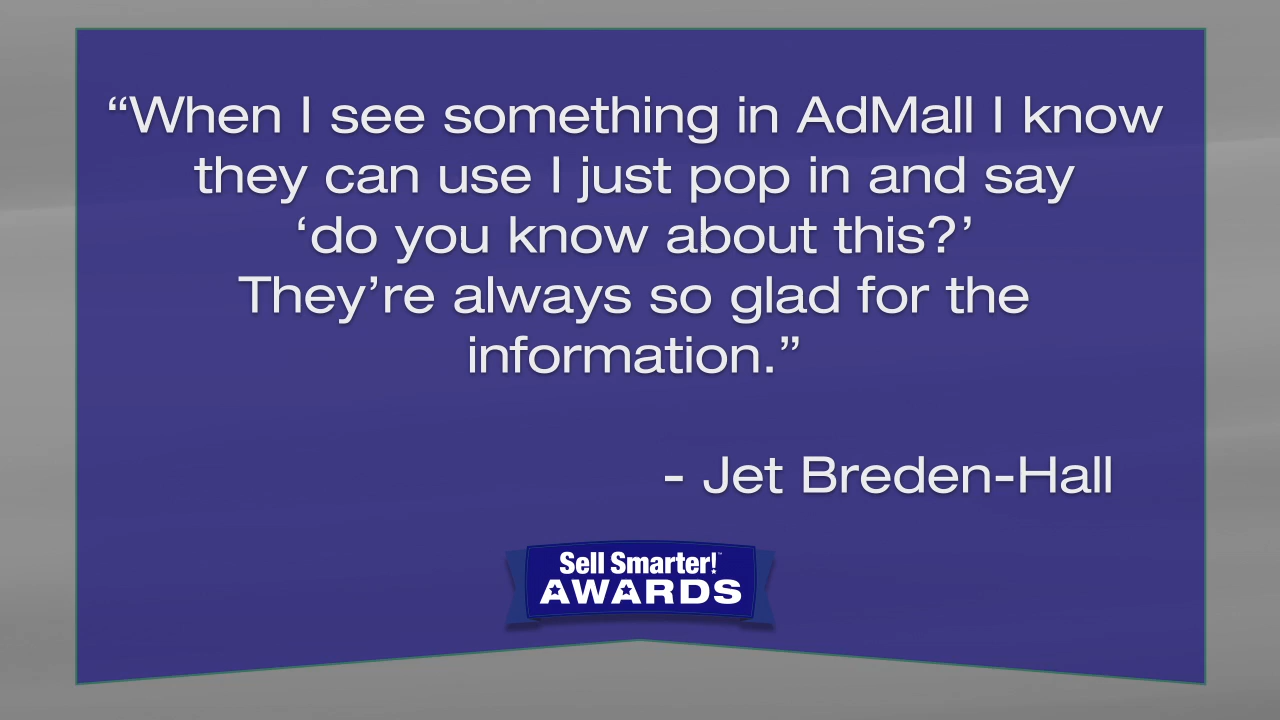 “When I see something in AdMall I know
they can use I just pop in and say
‘do you know about this?’
They’re always so glad for the
information.”
- Jet Breden-Hall
Sell Smarter!™
AWARDS